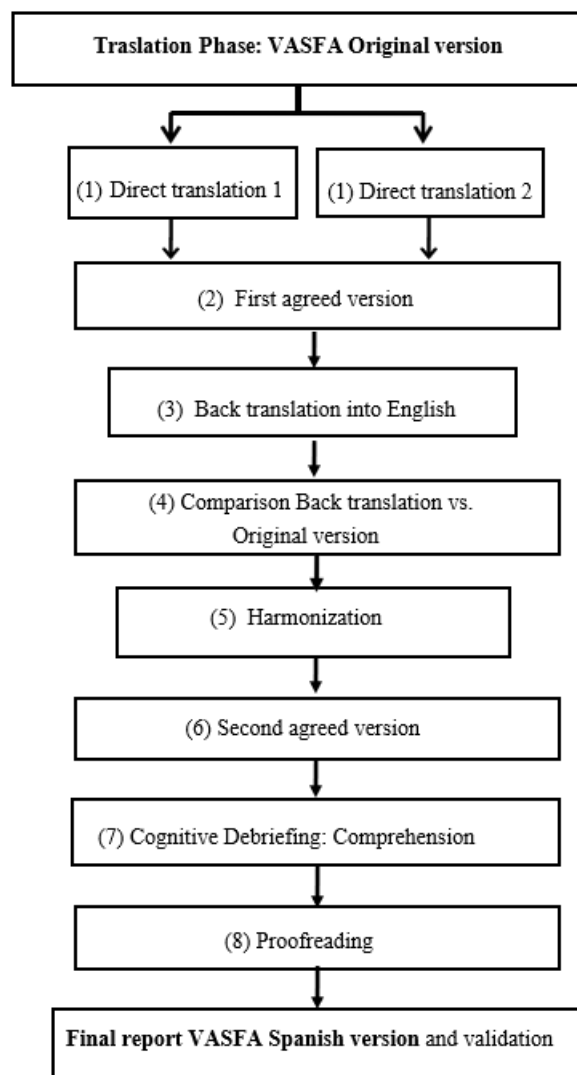 Traslation Phase: VASFA Original version
(1) Direct translation 1
(1) Direct translation 2
(2) First agreed version
(3) Back translation into English
(4) Comparison Back translation vs.
Original version
(5) Harmonization
(6) Second agreed version
(7) Cognitive Debriefing: Comprehension
(8) Proofreading
Final report VASFA Spanish version and validation